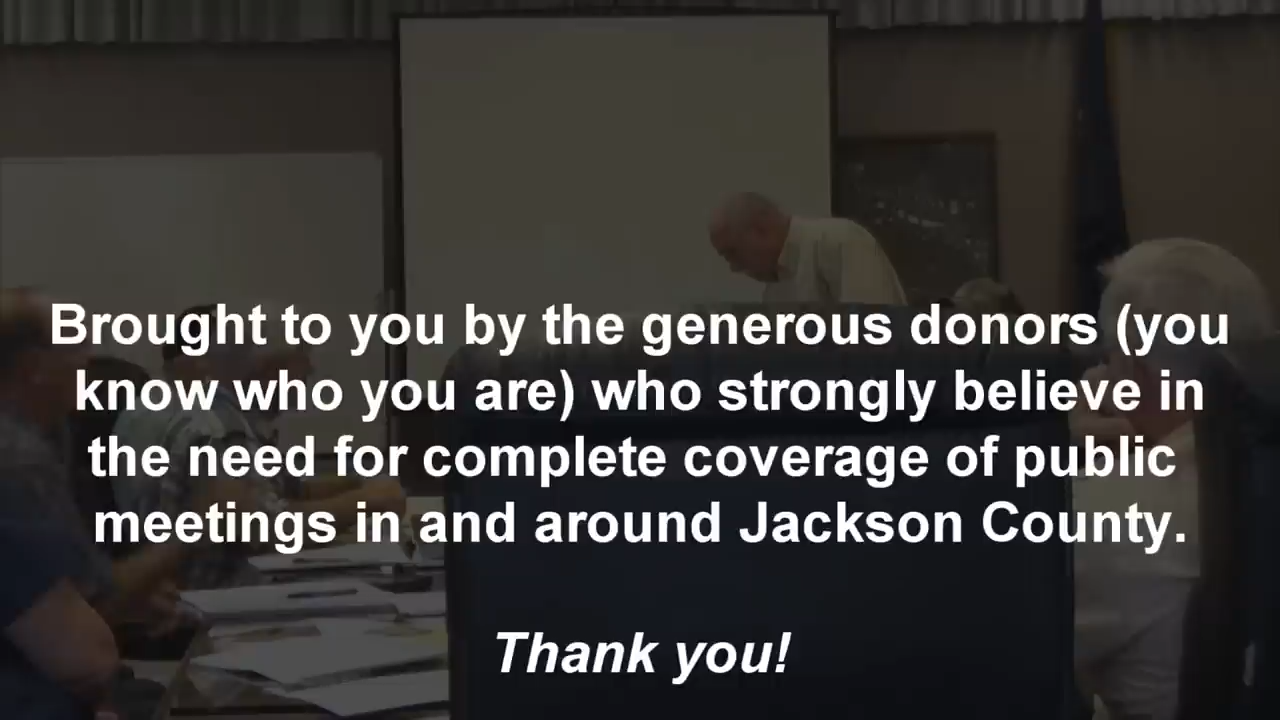 Brought to you by the generous donors (you
know who you are) who strongly believe in
the need for complete coverage of public
meetings in and around Jackson County.
Thank you!